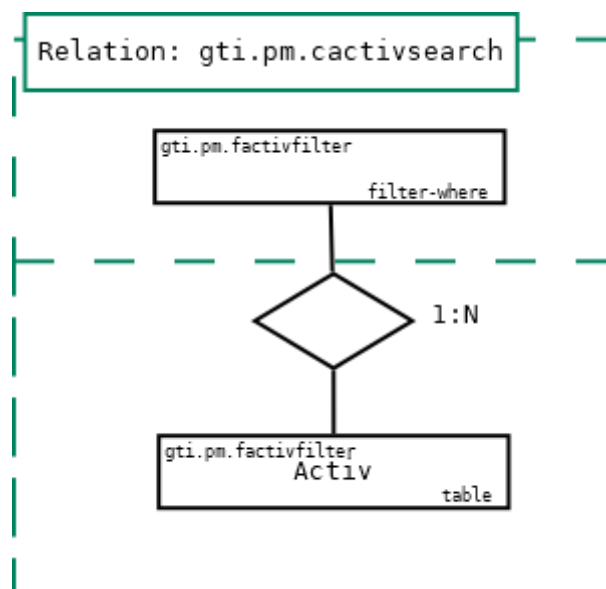 Relation: gti.pm.cactivsearch
gti.pm.factivfilter
filter-where
1:N
gti.pm.factivfilter
Activ
table